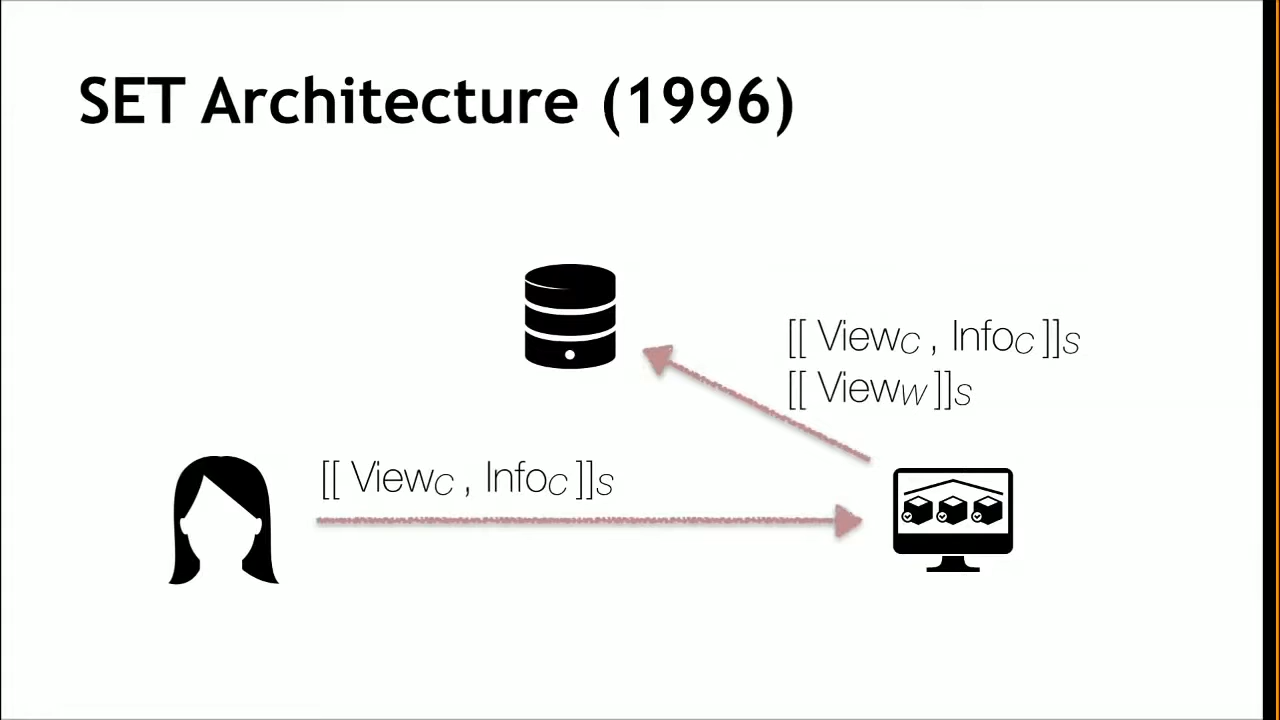 SET Architecture (1996)
[[ ViewC , InfoC ]]S
[[ ViewW ]]S
[[ ViewC , InfoC ]]S